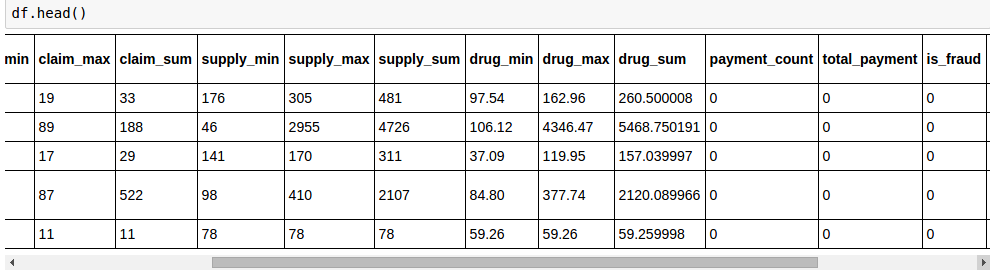 df.head()
min claim_max claim_sum supply_min supply_max supply_sum drug_min drug_max drug_sum payment_count total_payment is_fraud
19 33 176 305 481 97.54 162.96 260.500008 0 0 0
89 188 46 2955 4726 106.12 4346.47 5468.750191 0 0 0
17 29 141 170 311 37.09 119.95 157.039997 0 0 0
87 522 98 410 2107 84.80 377.74 2120.089966 0 0 0
11 11 78 78 78 59.26 59.26 59.259998 0 0 0